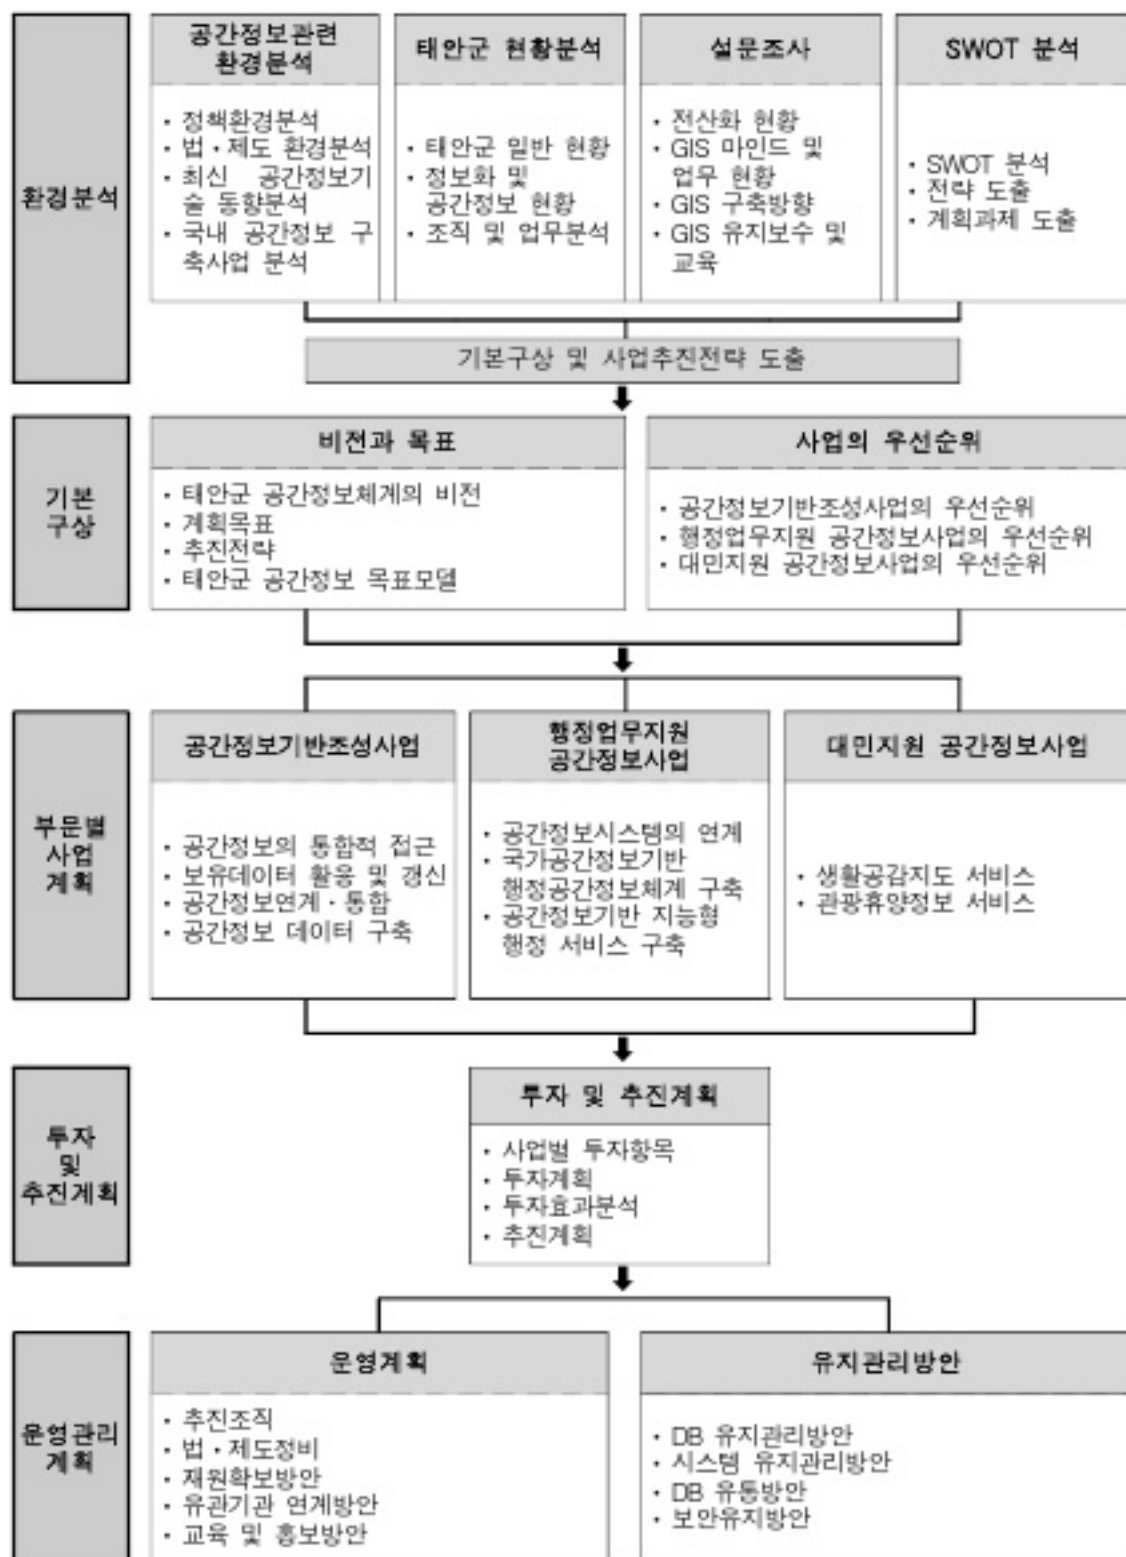 환경분석
공간정보관련
환경분석
• 정책환경분석
• 법·제도 환경분석
• 최신 공간정보기
술 동향분석
• 국내 공간정보 구
축사업 분석
태안군 현황분석
• 태안군 일반 현황
• 정보화 및
공간정보 현황
• 조직 및 업무분석
설문조사
• 전산화 현황
• GIS 마인드 및
업무 현황
• GIS 구축방향
• GIS 유지보수 및
교육
SWOT 분석
• SWOT 분석
• 전략 도출
• 계획과제 도출
기본구상 및 사업추진전략 도출
기본
구상
비전과 목표
• 태안군 공간정보체계의 비전
• 계획목표
• 추진전략
• 태안군 공간정보 목표모델
사업의 우선순위
• 공간정보기반조성사업의 우선순위
• 행정업무지원 공간정보사업의 우선순위
• 대민지원 공간정보사업의 우선순위
부문별
사업
계획
공간정보기반조성사업
• 공간정보의 통합적 접근
• 보유데이터 활용 및 갱신
• 공간정보연계·통합
• 공간정보 데이터 구축
행정업무지원
공간정보사업
• 공간정보시스템의 연계
• 국가공간정보기반
행정공간정보체계 구축
• 공간정보기반 지능형
행정 서비스 구축
대민지원 공간정보사업
• 생활공감지도 서비스
• 관광휴양정보 서비스
투자
및
추진계획
투자 및 추진계획
• 사업별 투자항목
• 투자계획
• 투자효과분석
• 추진계획
운영관리
계획
운영계획
• 추진조직
• 법·제도정비
• 재원확보방안
• 유관기관 연계방안
• 교육 및 홍보방안
유지관리방안
• DB 유지관리방안
• 시스템 유지관리방안
• DB 유통방안
• 보안유지방안